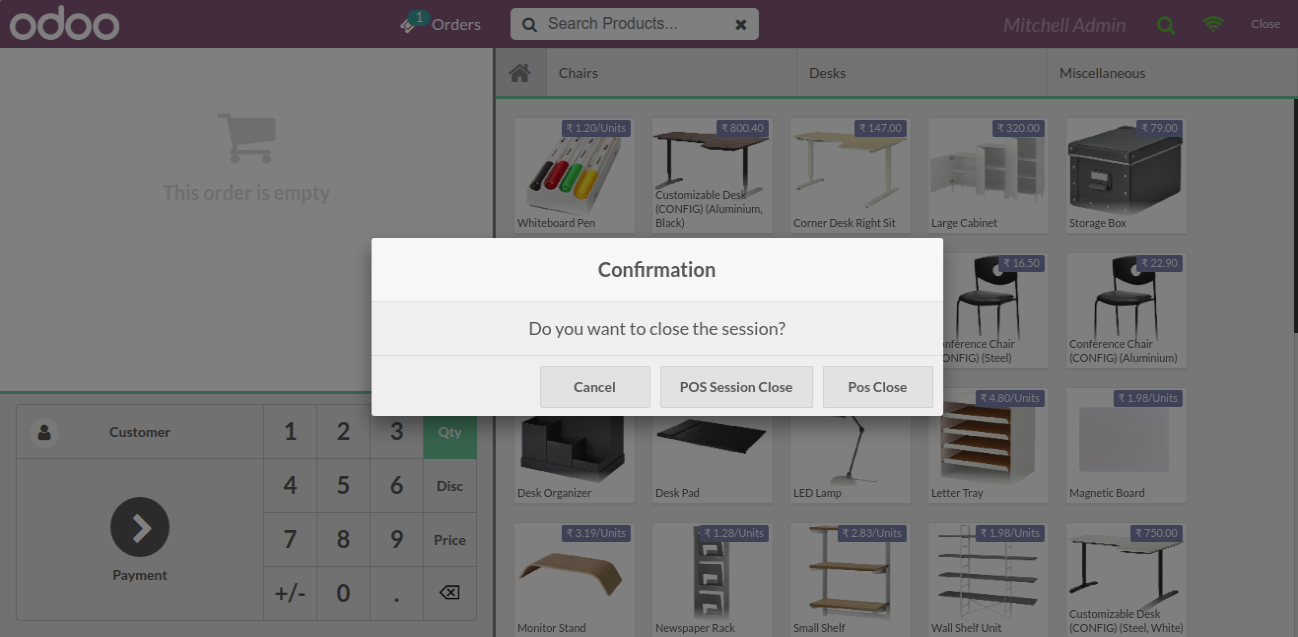 odoo
1
Orders
Search Products...
Mitchell Admin
Close
Chairs
Desks
Miscellaneous
This order is empty
₹ 1.20/Units
Whiteboard Pen
₹ 800.40
Customizable Desk
(CONFIG) (Aluminium,
Black)
₹ 147.00
Corner Desk Right Sit
₹ 320.00
Large Cabinet
₹ 79.00
Storage Box
Confirmation
Do you want to close the session?
Cancel
POS Session Close
Pos Close
₹ 16.50
nference Chair
ONFIG) (Steel)
₹ 22.90
Conference Chair
(CONFIG) (Aluminium)
Desk Organizer
Desk Pad
LED Lamp
₹ 4.80/Units
Letter Tray
₹ 1.98/Units
Magnetic Board
₹ 3.19/Units
Monitor Stand
₹ 1.28/Units
Newspaper Rack
₹ 2.83/Units
Small Shelf
₹ 1.98/Units
Wall Shelf Unit
₹ 750.00
Customizable Desk
(CONFIG) (Steel, White)
Customer
Payment
1 2 3 Qty
4 5 6 Disc
7 8 9 Price
+/- 0 .